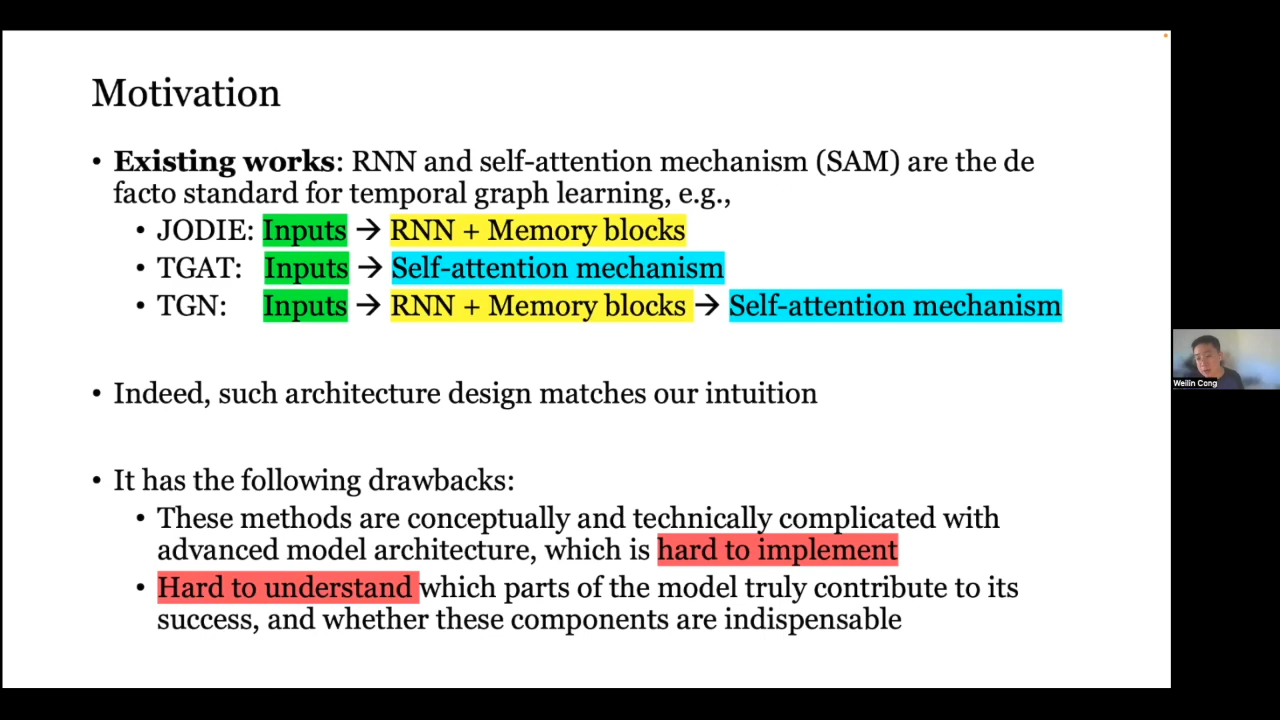 Motivation
• Existing works: RNN and self-attention mechanism (SAM) are the de
facto standard for temporal graph learning, e.g.,
• JODIE: Inputs → RNN + Memory blocks
• TGAT: Inputs → Self-attention mechanism
• TGN: Inputs → RNN + Memory blocks → Self-attention mechanism
• Indeed, such architecture design matches our intuition
Weilin Cong
• It has the following drawbacks:
• These methods are conceptually and technically complicated with
advanced model architecture, which is hard to implement
• Hard to understand which parts of the model truly contribute to its
success, and whether these components are indispensable